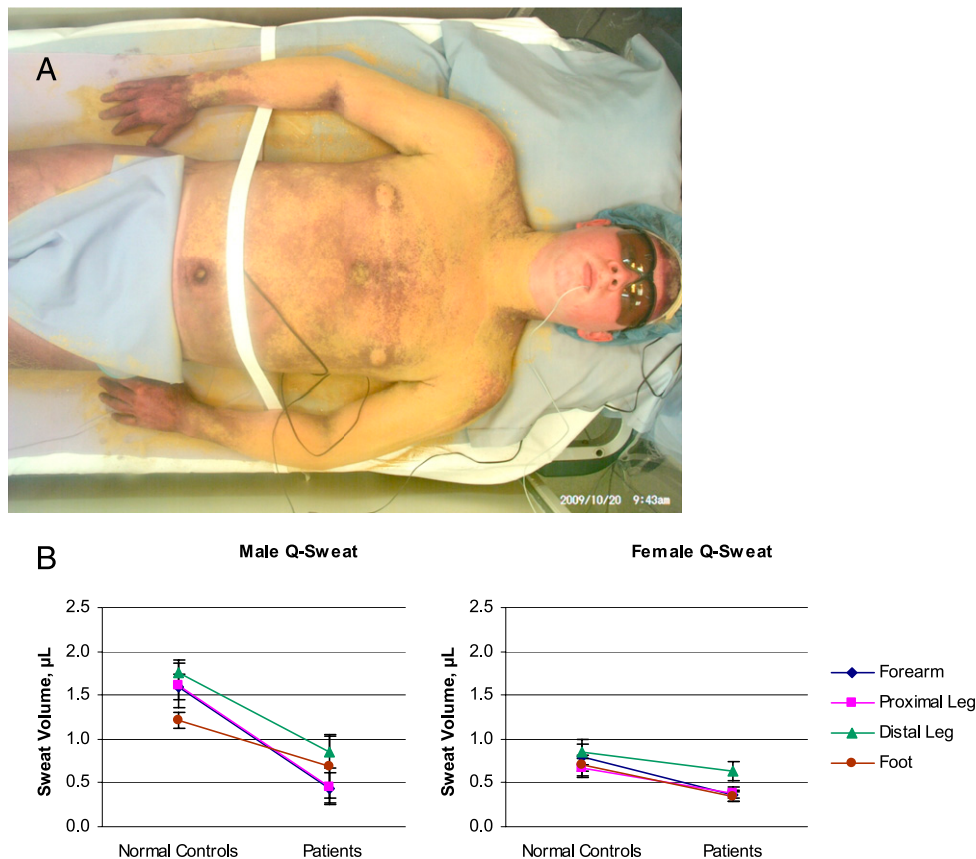 A
2009/10/20 9:43am
B
Male Q-Sweat
Female Q-Sweat
Sweat Volume, µL
2.5
2.0
1.5
1.0
0.5
0.0
Normal Controls
Patients
Sweat Volume, µL
2.5
2.0
1.5
1.0
0.5
0.0
Normal Controls
Patients
Forearm
Proximal Leg
Distal Leg
Foot